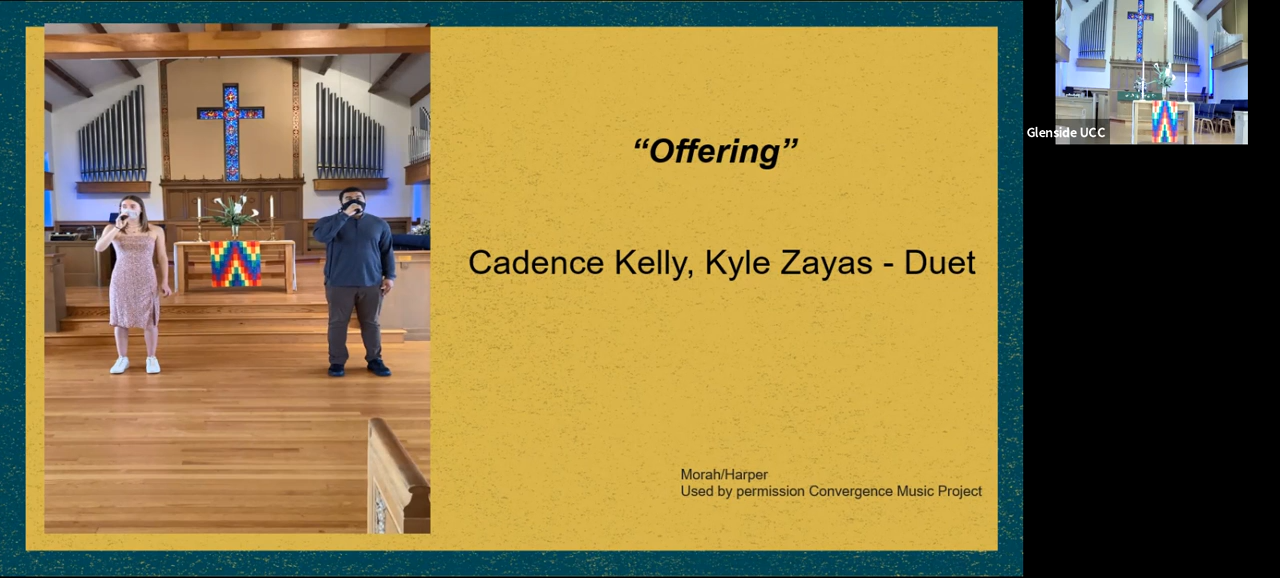 “Offering”
Cadence Kelly, Kyle Zayas - Duet
Morah/Harper
Used by permission Convergence Music Project
Glenside UCC